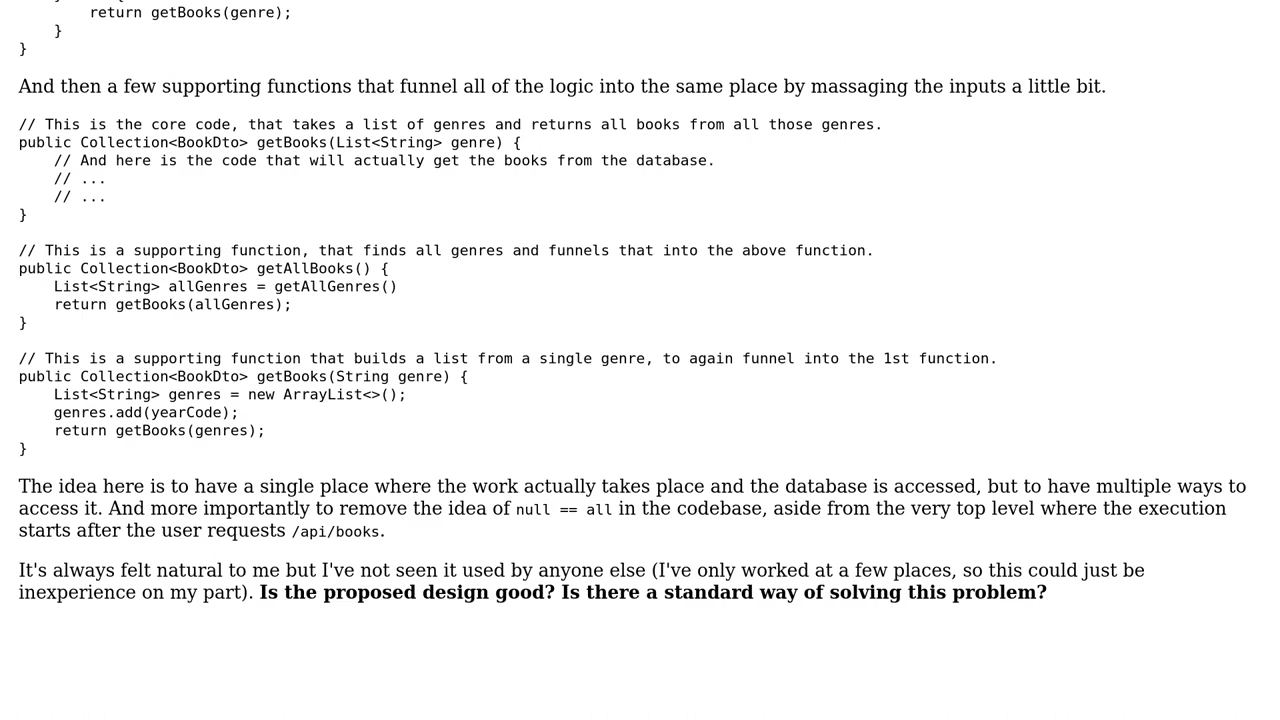 return getBooks(genre);
}
}
And then a few supporting functions that funnel all of the logic into the same place by massaging the inputs a little bit.
// This is the core code, that takes a list of genres and returns all books from all those genres.
public Collection<BookDto> getBooks(List<String> genre) {
// And here is the code that will actually get the books from the database.
// ...
// ...
}
// This is a supporting function, that finds all genres and funnels that into the above function.
public Collection<BookDto> getAllBooks() {
List<String> allGenres = getAllGenres()
return getBooks(allGenres);
}
// This is a supporting function that builds a list from a single genre, to again funnel into the 1st function.
public Collection<BookDto> getBooks(String genre) {
List<String> genres = new ArrayList<>();
genres.add(yearCode);
return getBooks(genres);
}
The idea here is to have a single place where the work actually takes place and the database is accessed, but to have multiple ways to
access it. And more importantly to remove the idea of null == all in the codebase, aside from the very top level where the execution
starts after the user requests /api/books.
It's always felt natural to me but I've not seen it used by anyone else (I've only worked at a few places, so this could just be
inexperience on my part). Is the proposed design good? Is there a standard way of solving this problem?